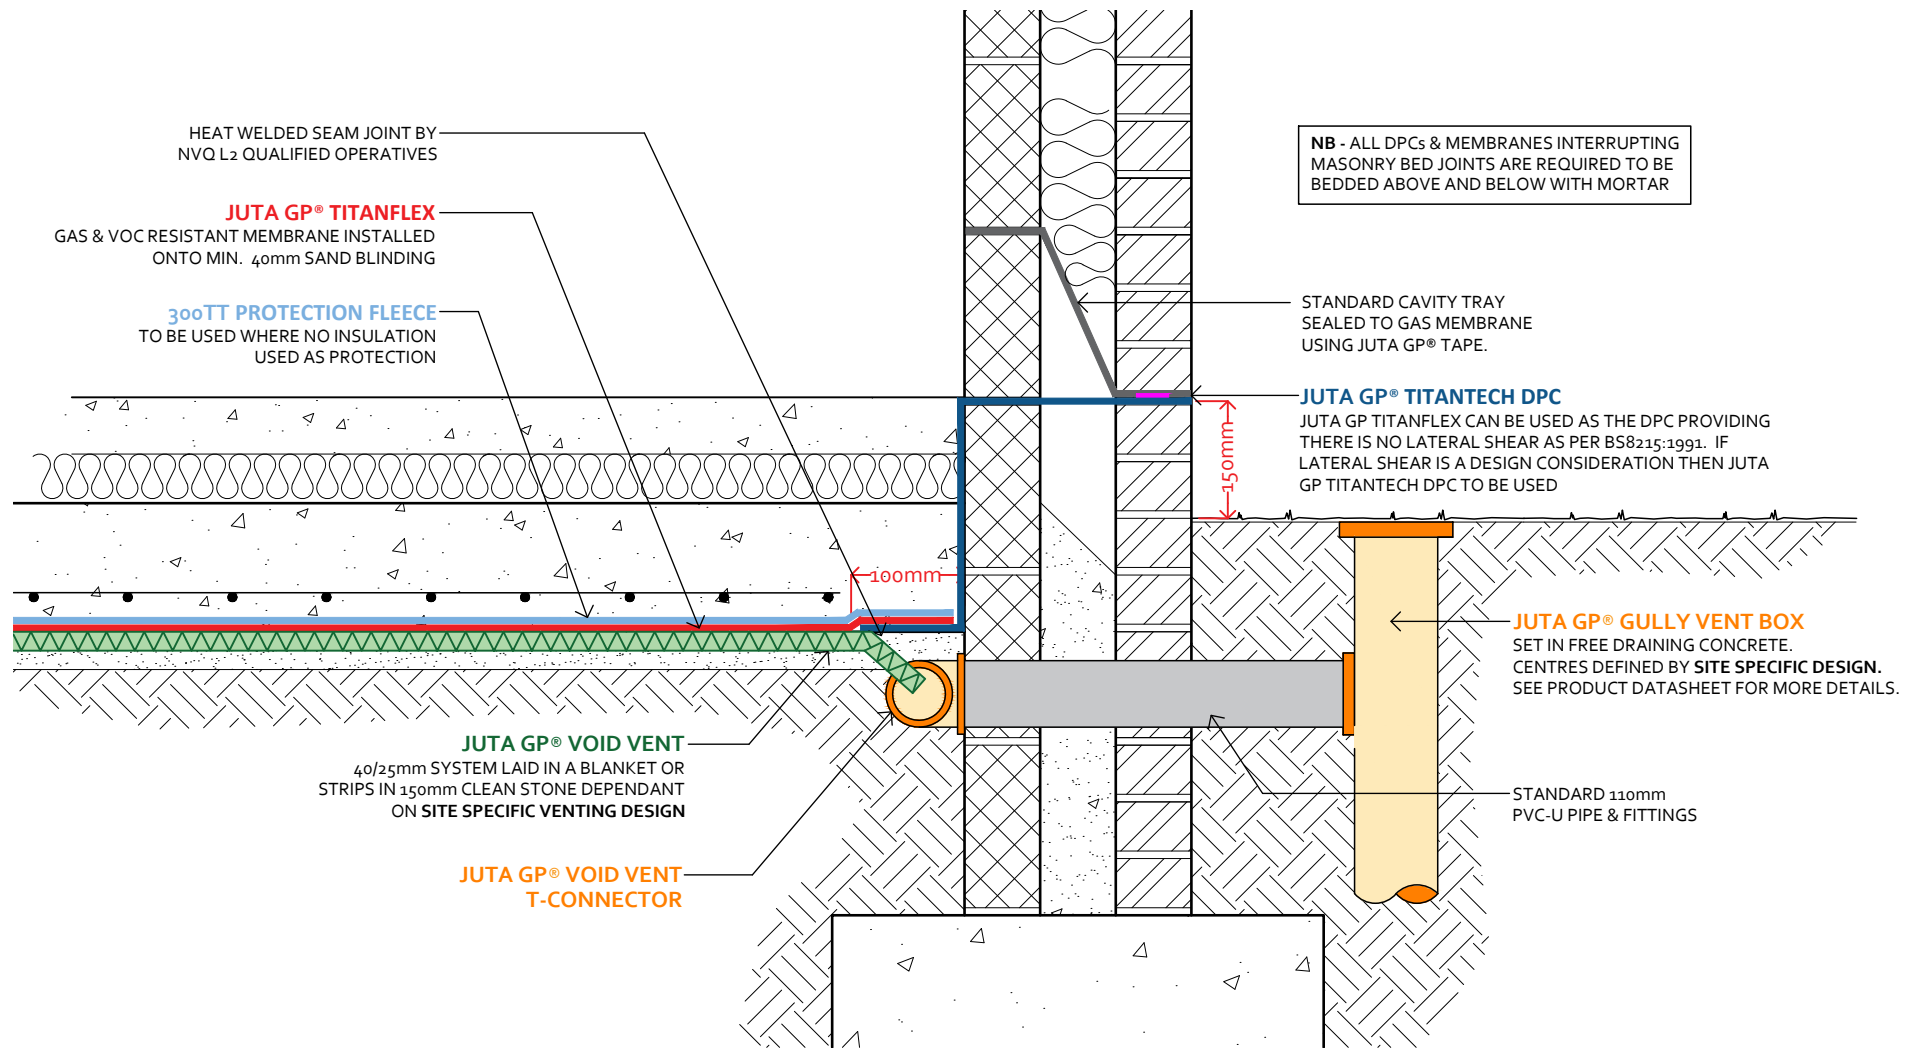 HEAT WELDED SEAM JOINT BY
NVQ L2 QUALIFIED OPERATIVES
JUTA GP® TITANFLEX
GAS & VOC RESISTANT MEMBRANE INSTALLED
ONTO MIN. 40mm SAND BLINDING
300TT PROTECTION FLEECE
TO BE USED WHERE NO INSULATION
USED AS PROTECTION
NB - ALL DPCs & MEMBRANES INTERRUPTING
MASONRY BED JOINTS ARE REQUIRED TO BE
BEDDED ABOVE AND BELOW WITH MORTAR
STANDARD CAVITY TRAY
SEALED TO GAS MEMBRANE
USING JUTA GP® TAPE.
JUTA GP® TITANTECH DPC
JUTA GP TITANFLEX CAN BE USED AS THE DPC PROVIDING
THERE IS NO LATERAL SHEAR AS PER BS8215:1991. IF
LATERAL SHEAR IS A DESIGN CONSIDERATION THEN JUTA
GP TITANTECH DPC TO BE USED
150mm
100mm
JUTA GP® GULLY VENT BOX
SET IN FREE DRAINING CONCRETE.
CENTRES DEFINED BY SITE SPECIFIC DESIGN.
SEE PRODUCT DATASHEET FOR MORE DETAILS.
JUTA GP® VOID VENT
40/25mm SYSTEM LAID IN A BLANKET OR
STRIPS IN 150mm CLEAN STONE DEPENDANT
ON SITE SPECIFIC VENTING DESIGN
STANDARD 110mm
PVC-U PIPE & FITTINGS
JUTA GP® VOID VENT
T-CONNECTOR